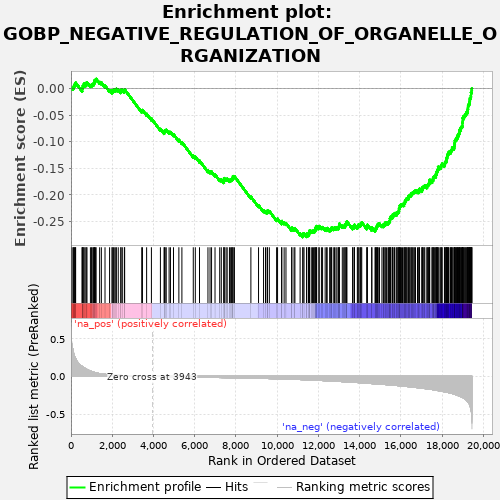 Enrichment plot:
GOBP_NEGATIVE_REGULATION_OF_ORGANELLE_O
RGANIZATION
Enrichment score (ES)
0.00
-0.05
-0.10
-0.15
-0.20
-0.25
'na_pos' (positively correlated)
Ranked list metric (PreRanked)
0.5
0.0
-0.5
Zero cross at 3943
'na_neg' (negatively correlated)
0
2,000
4,000
6,000
8,000
10,000
12,000
14,000
16,000
18,000
20,000
Rank in Ordered Dataset
Enrichment profile
Hits
Ranking metric scores